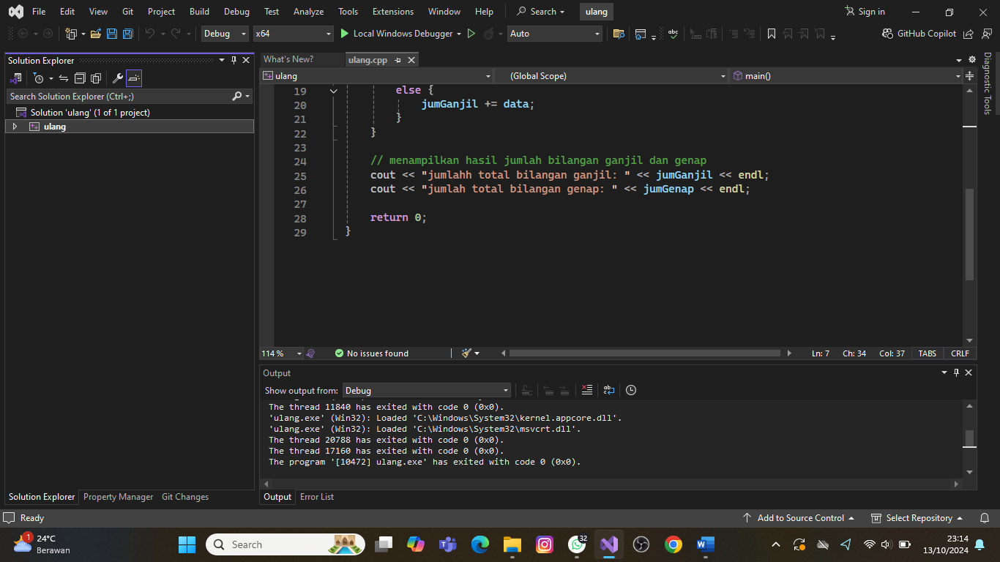 File Edit View Git Project Build Debug Test Analyze Tools Extensions Window Help Search ulang Sign in
Debug x64 Local Windows Debugger Auto GitHub Copilot
Solution Explorer
Search Solution Explorer (Ctrl+;)
Solution 'ulang' (1 of 1 project)
ulang
What's New? ulang.cpp
ulang (Global Scope) main()
19 else {
20 jumGanjil += data;
21 }
22 }
23
24 // menampilkan hasil jumlah bilangan ganjil dan genap
25 cout << "jumlahh total bilangan ganjil: " << jumGanjil << endl;
26 cout << "jumlah total bilangan genap: " << jumGenap << endl;
27
28 return 0;
29 }
114 % No issues found Ln: 7 Ch: 34 Col: 37 TABS CRLF
Output
Show output from: Debug
The thread 11840 has exited with code 0 (0x0).
'ulang.exe' (Win32): Loaded 'C:\Windows\System32\kernel.appcore.dll'.
'ulang.exe' (Win32): Loaded 'C:\Windows\System32\msvcrt.dll'.
The thread 20788 has exited with code 0 (0x0).
The thread 17160 has exited with code 0 (0x0).
The program '[10472] ulang.exe' has exited with code 0 (0x0).
Solution Explorer Property Manager Git Changes
Output Error List
Diagnostic Tools
Ready Add to Source Control Select Repository
1 24°C
Berawan
Search
32
23:14
13/10/2024